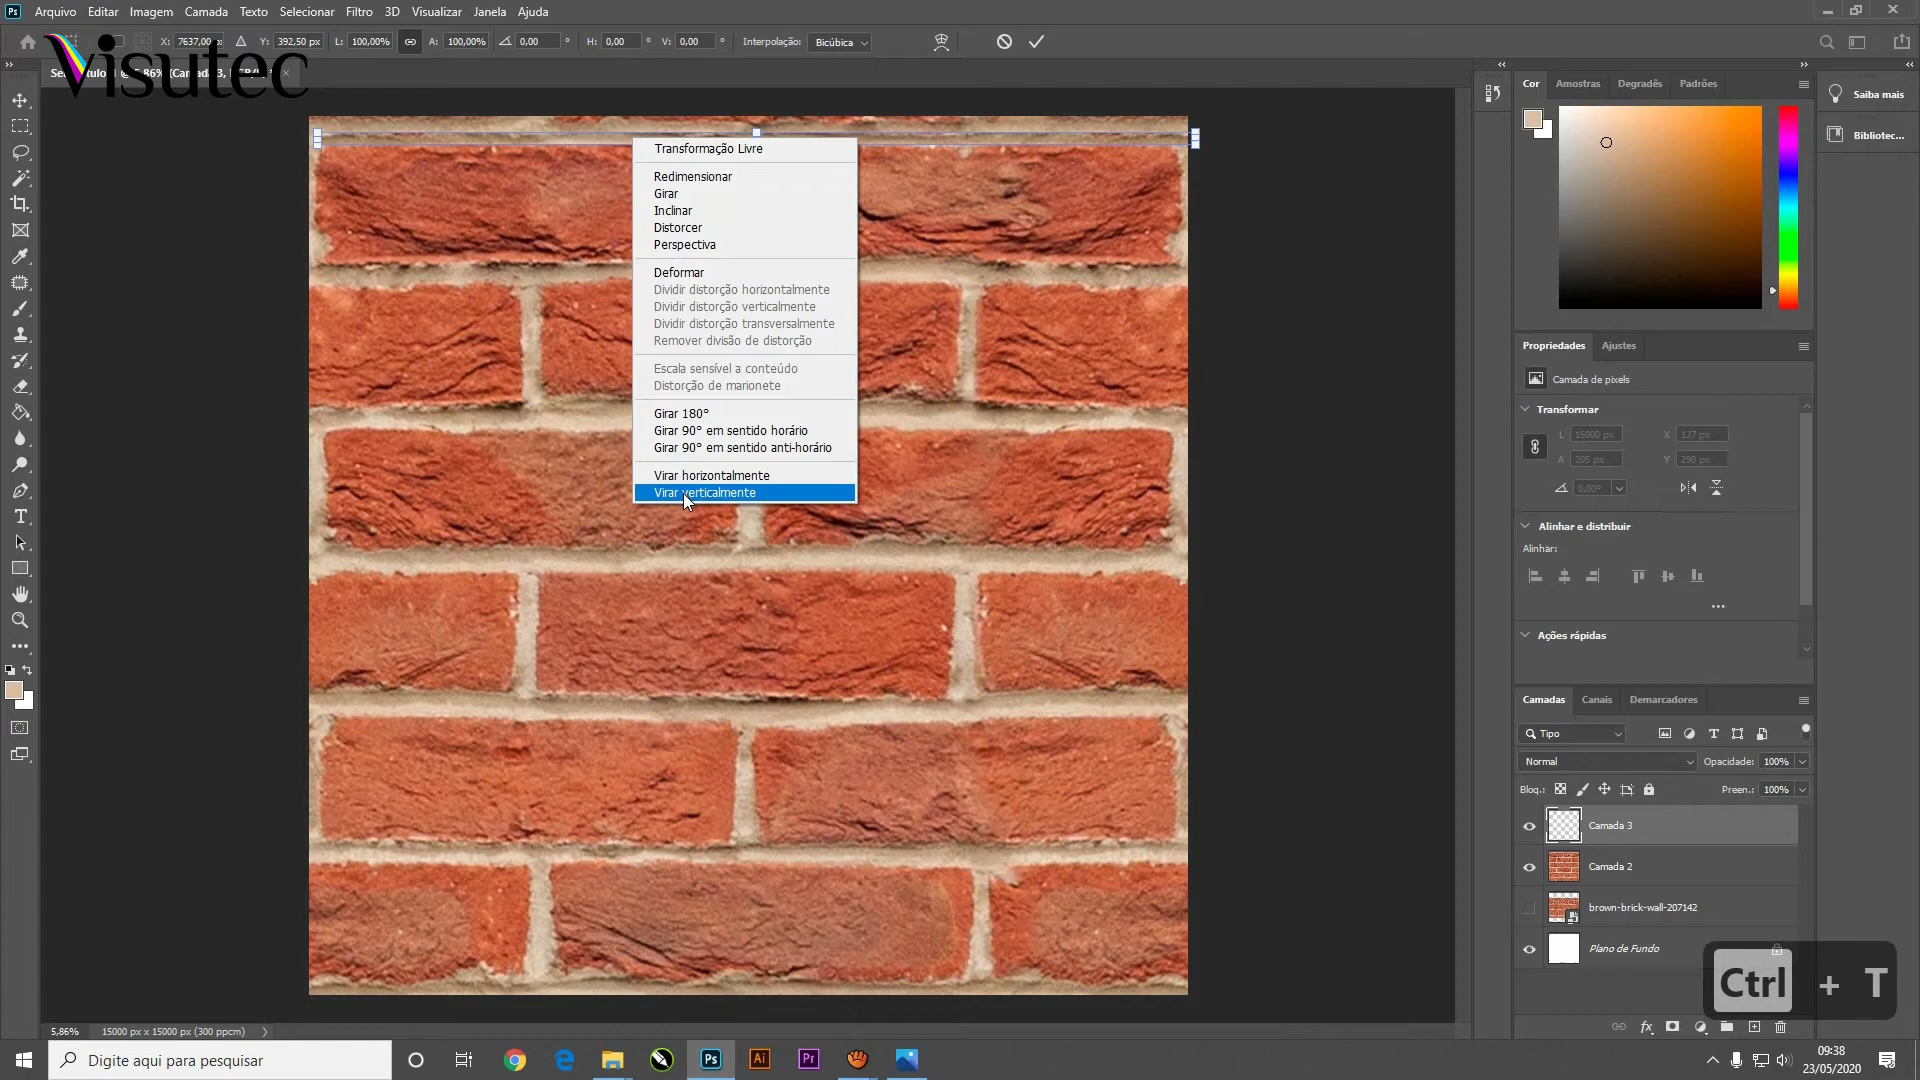 Arquivo Editar Imagem Camada Texto Selecionar Filtro 3D Visualizar Janela Ajuda
X: 7637,00 Y: 392,50 px L: 100,00% A: 100,00% 0,00 ° H: 0,00 ° V: 0,00 ° Interpolação: Bicúbica
Visutec
Cor Amostras Degradês Padrões
Saiba mais
Bibliotec...
Transformação Livre
Redimensionar
Girar
Inclinar
Distorcer
Perspectiva
Deformar
Dividir distorção horizontalmente
Dividir distorção verticalmente
Dividir distorção transversalmente
Remover divisão de distorção
Escala sensível a conteúdo
Distorção de marionete
Girar 180°
Girar 90° em sentido horário
Girar 90° em sentido anti-horário
Virar horizontalmente
Virar verticalmente
Propriedades Ajustes
Camada de pixels
Transformar
L 15000 px X 137 px
A 205 px Y 290 px
0,00°
Alinhar e distribuir
Alinhar:
Ações rápidas
Camadas Canais Demarcadores
Tipo
Normal Opacidade: 100%
Bloq.: Preen.: 100%
Camada 3
Camada 2
brown-brick-wall-207142
Plano de Fundo
Ctrl + T
5,86% 15000 px x 15000 px (300 ppcm)
Digite aqui para pesquisar
Ps Ai Pr
09:38
23/05/2020